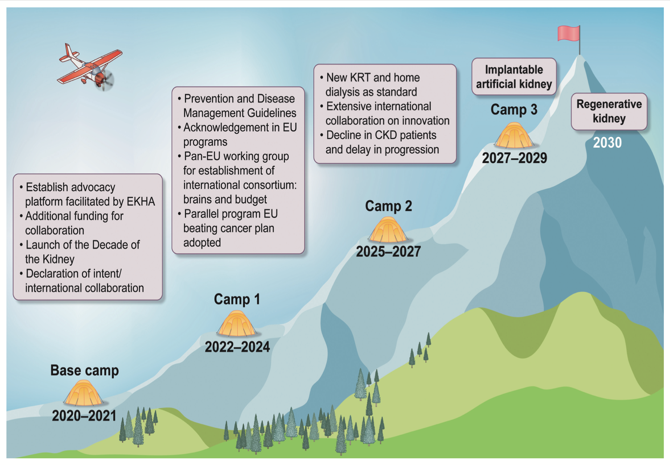 • Establish advocacy
platform facilitated by EKHA
• Additional funding for
collaboration
• Launch of the Decade of
the Kidney
• Declaration of intent/
international collaboration
Base camp
2020–2021
• Prevention and Disease
Management Guidelines
• Acknowledgement in EU
programs
• Pan-EU working group
for establishment of
international consortium:
brains and budget
• Parallel program EU
beating cancer plan
adopted
Camp 1
2022–2024
• New KRT and home
dialysis as standard
• Extensive international
collaboration on innovation
• Decline in CKD patients
and delay in progression
Camp 2
2025–2027
Implantable
artificial kidney
Camp 3
2027–2029
Regenerative
kidney
2030